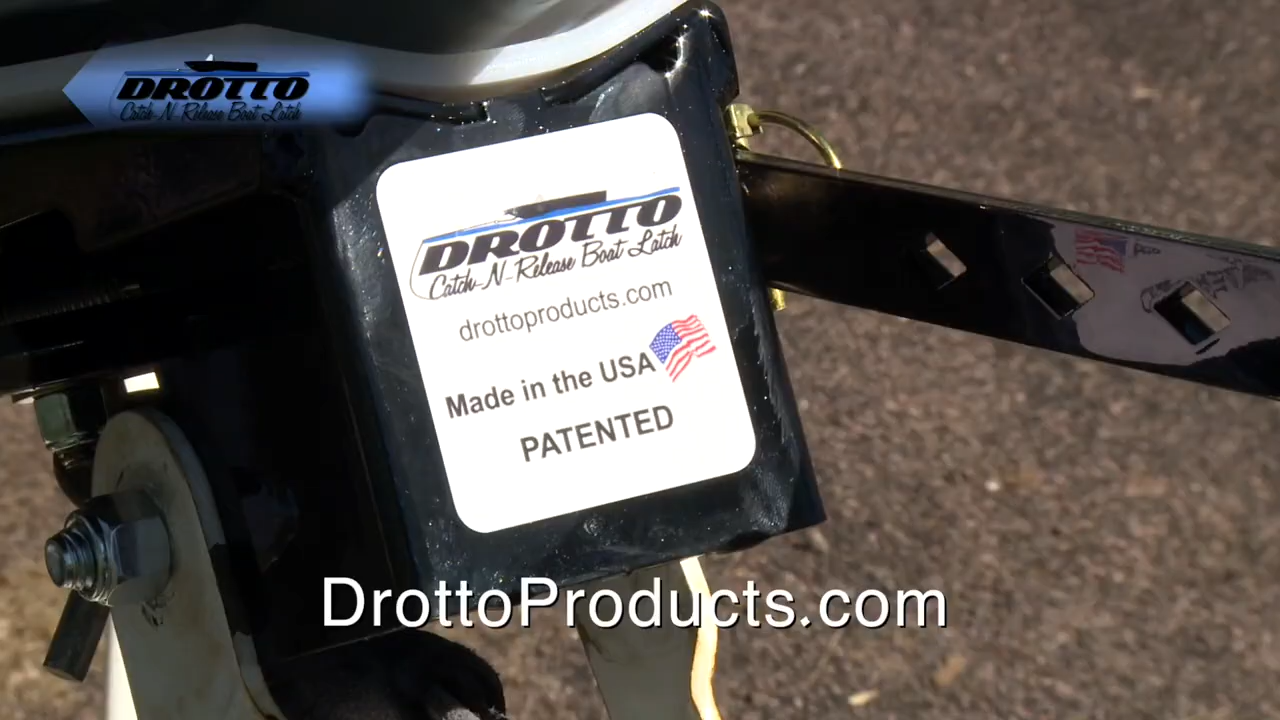 DROTTO
Catch-N-Release Boat Latch
DROTTO
Catch-N-Release Boat Latch
drottoproducts.com
Made in the USA
PATENTED
DrottoProducts.com